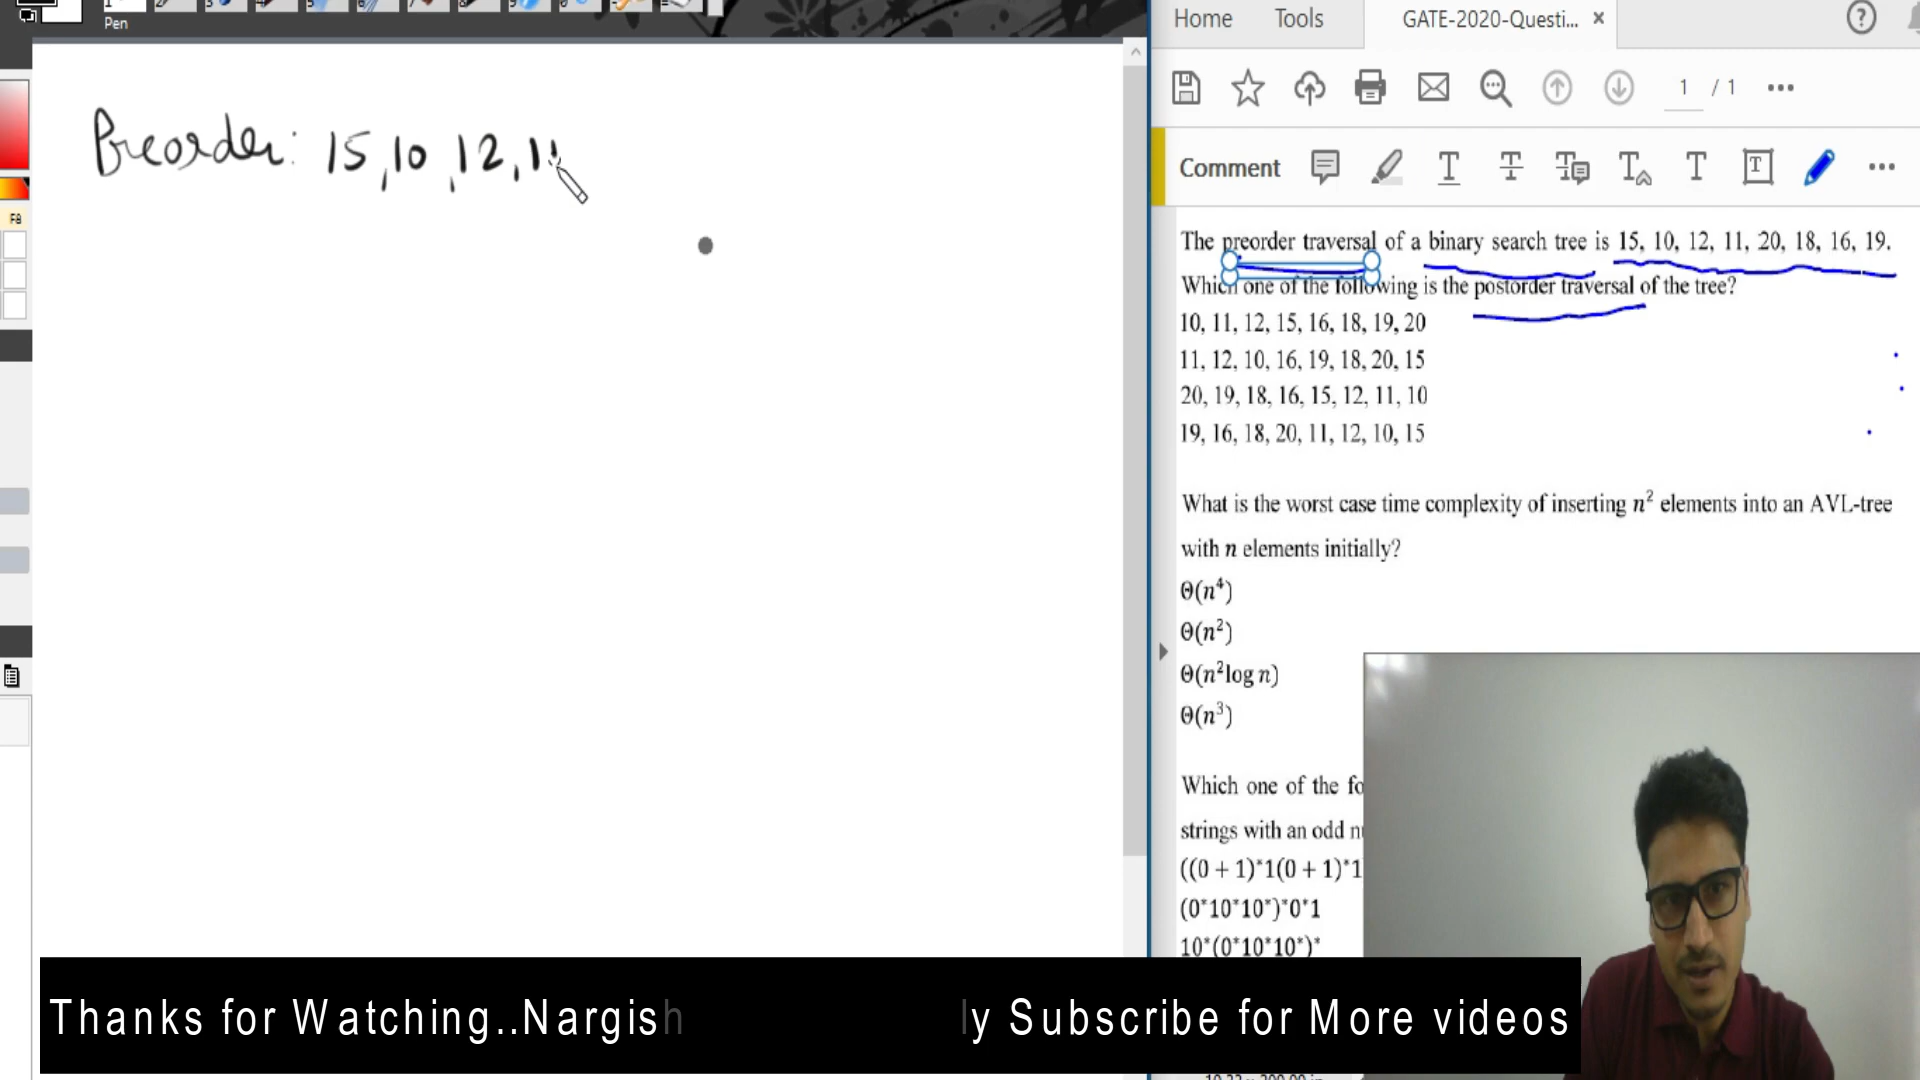 Pen
Preorder: 15, 10, 12, 11
F8
Home Tools GATE-2020-Questi... ×
1 / 1
Comment
The preorder traversal of a binary search tree is 15, 10, 12, 11, 20, 18, 16, 19.
Which one of the following is the postorder traversal of the tree?
10, 11, 12, 15, 16, 18, 19, 20
11, 12, 10, 16, 19, 18, 20, 15
20, 19, 18, 16, 15, 12, 11, 10
19, 16, 18, 20, 11, 12, 10, 15
What is the worst case time complexity of inserting n² elements into an AVL-tree
with n elements initially?
Θ(n⁴)
Θ(n²)
Θ(n²log n)
Θ(n³)
Which one of the fo
strings with an odd n
((0 + 1)*1(0 + 1)*1
(0*10*10*)*0*1
10*(0*10*10*)*
Thanks for Watching..Nargish ly Subscribe for More videos